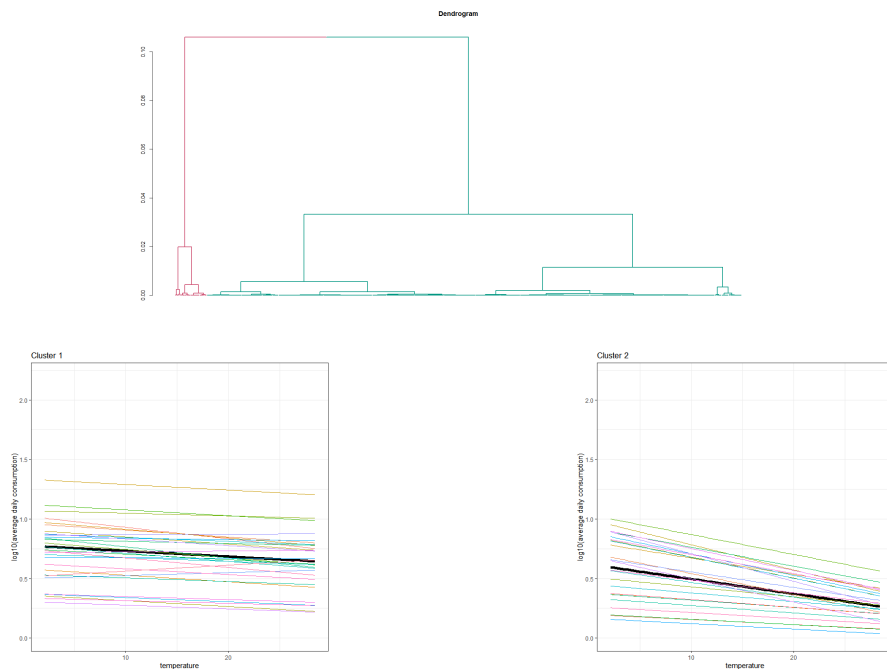 Dendrogram
0.10
0.08
0.06
0.04
0.02
0.00
Cluster 1
2.0
1.5
1.0
0.5
0.0
log10(average daily consumption)
10
20
temperature
Cluster 2
2.0
1.5
1.0
0.5
0.0
log10(average daily consumption)
10
20
temperature